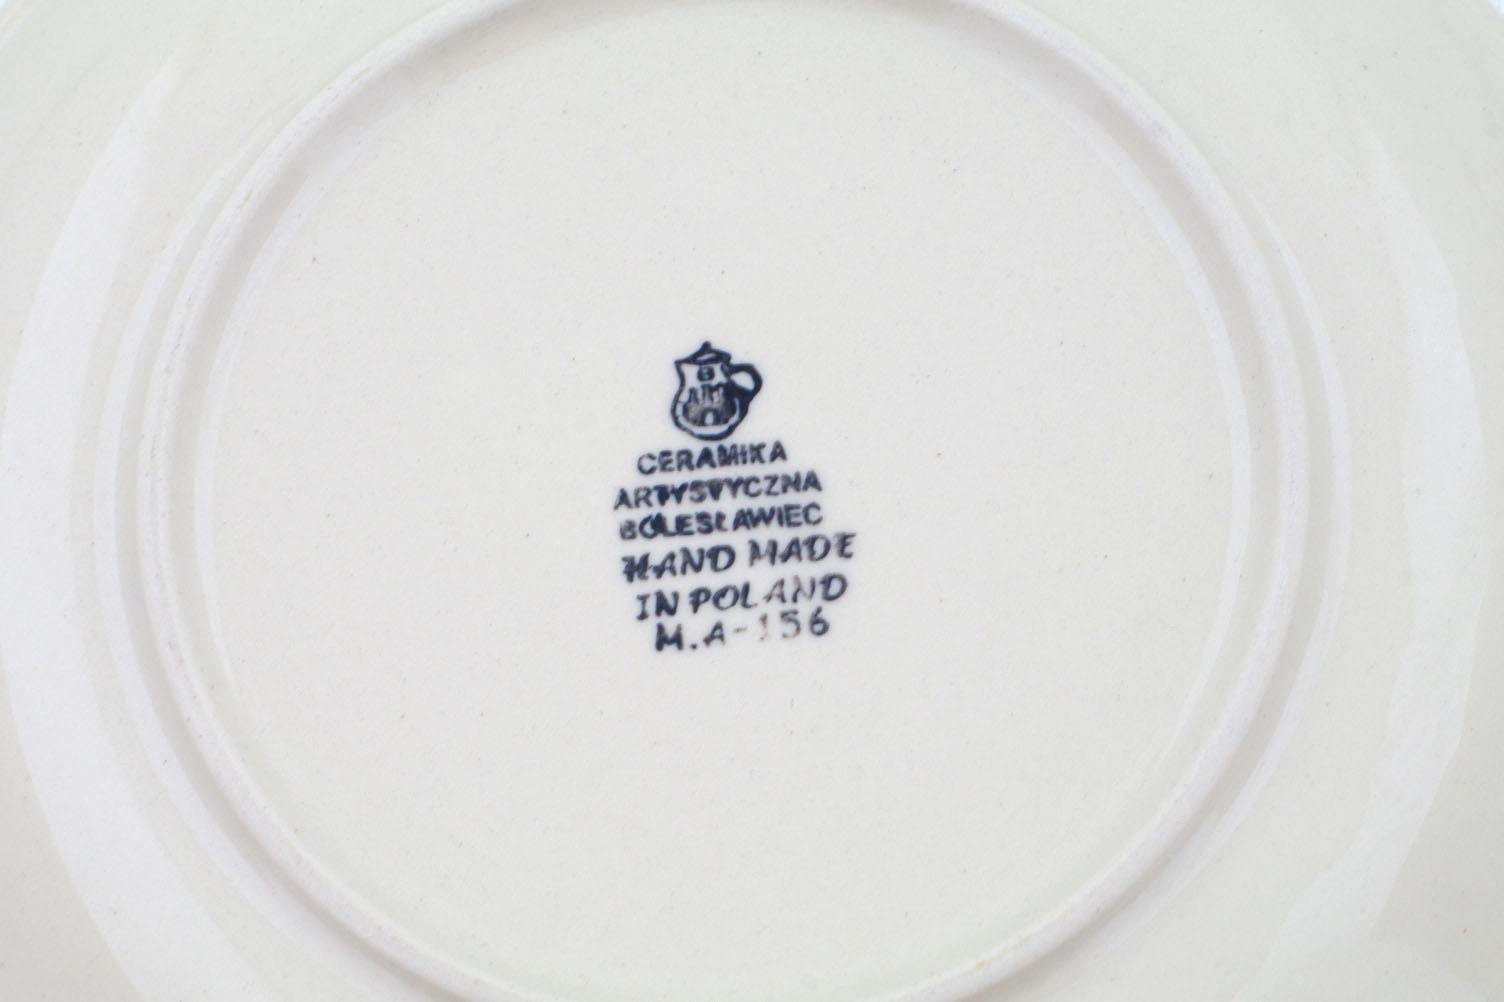 CERAMIKA
ARTYSTYCZNA
BOLESŁAWIEC
HAND MADE
IN POLAND
M.A-156